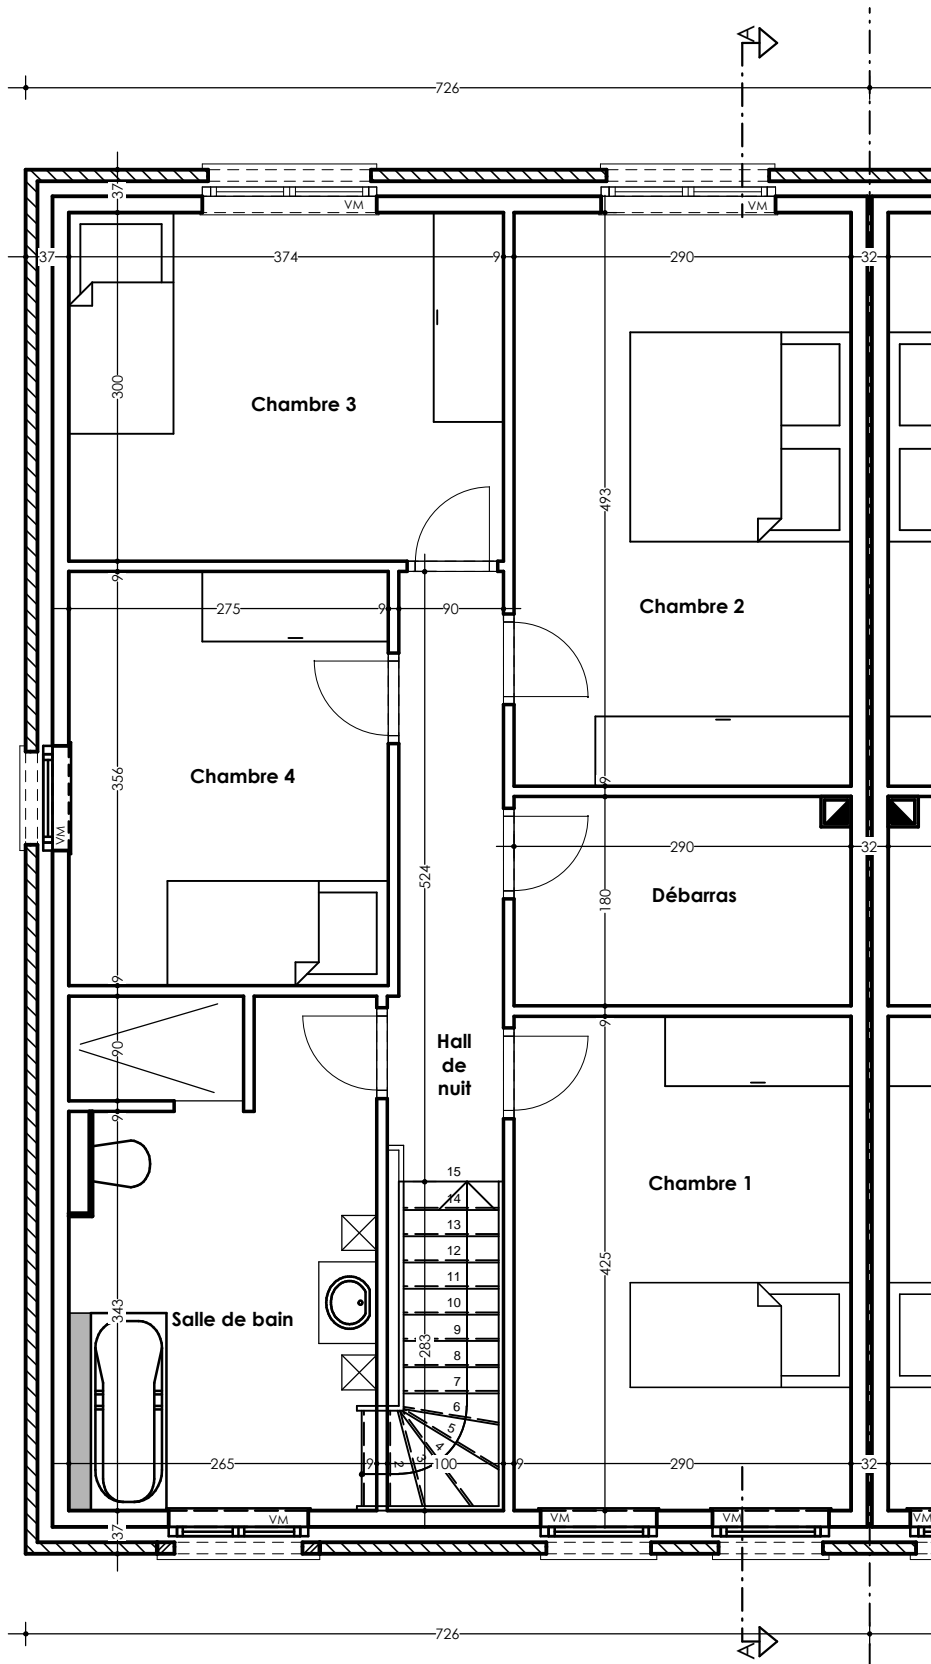 A
726
37
VM
VM
37
374
9
290
32
300
Chambre 3
493
9
275
9
90
Chambre 2
Chambre 4
356
VM
9
290
32
524
Débarras
180
9
9
90
Hall
de
nuit
9
15
Chambre 1
14
13
12
11
425
10
343
Salle de bain
9
283
8
7
6
5
4
3
2
265
9
100
9
290
32
37
VM
VM
VM
VM
726
A